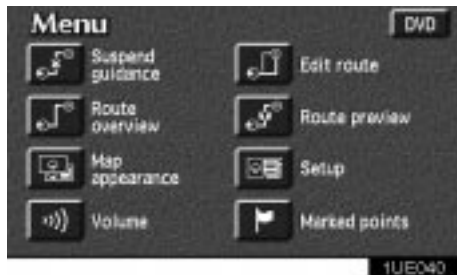 Menu
DVD
Suspend
guidance
Edit route
Route
overview
Route preview
Map
appearance
Setup
Volume
Marked points
1UE040